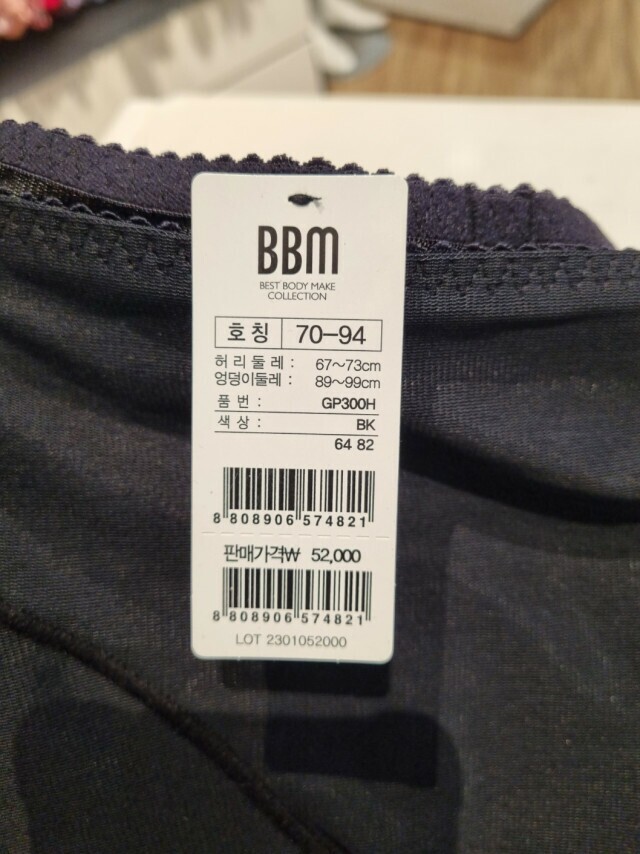 BBM
BEST BODY MAKE
COLLECTION
호칭 70-94
허리둘레 : 67~73cm
엉덩이둘레 : 89~99cm
품번 : GP300H
색상 : BK
64 82
8 808906 574821
판매가격₩ 52,000
8 808906 574821
LOT 2301052000